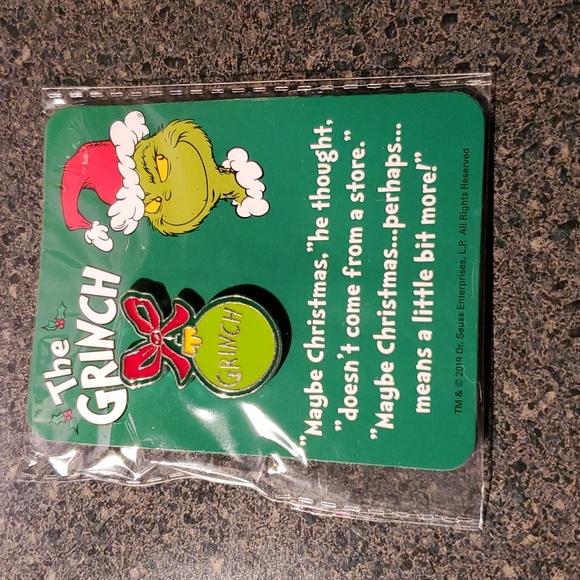 The
GRINCH
GRINCH
"Maybe Christmas,"he thought,
"doesn't come from a store."
"Maybe Christmas...perhaps...
means a little bit more!"
TM & © 2019 Dr. Seuss Enterprises, L.P. All Rights Reserved